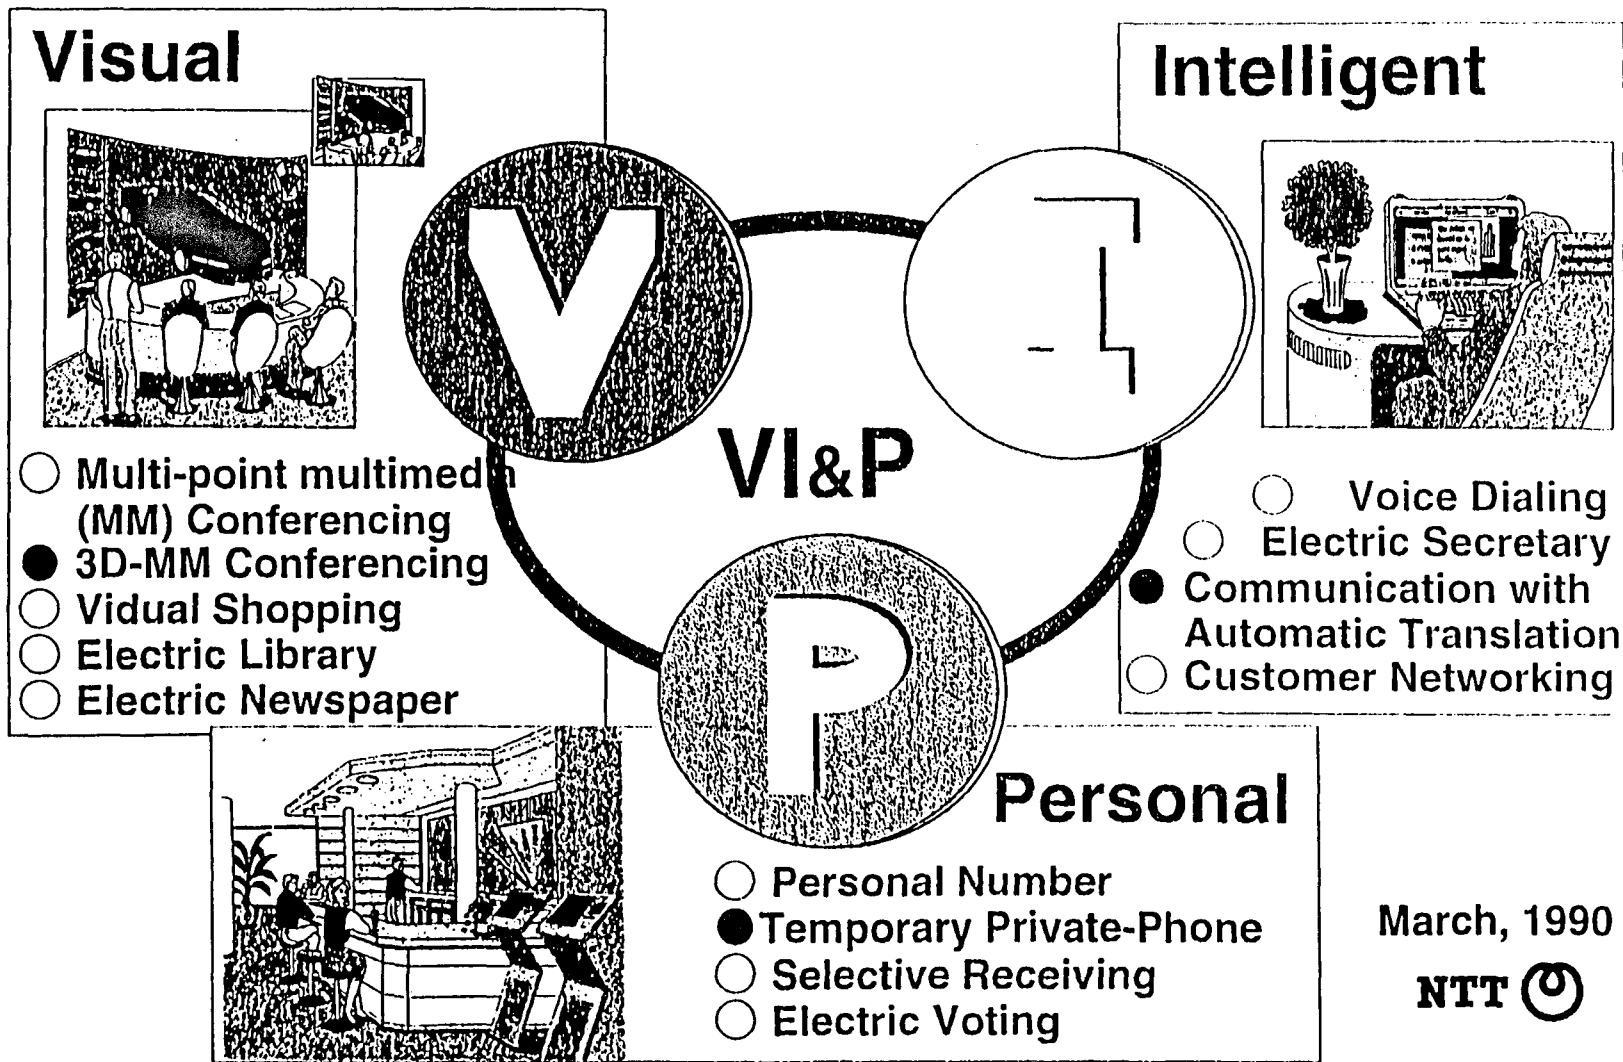 Visual
V
Multi-point multimedia
(MM) Conferencing
3D-MM Conferencing
Vidual Shopping
Electric Library
Electric Newspaper
Intelligent
I
Voice Dialing
Electric Secretary
Communication with
Automatic Translation
Customer Networking
VI&P
P
Personal
Personal Number
Temporary Private-Phone
Selective Receiving
Electric Voting
March, 1990
NTT